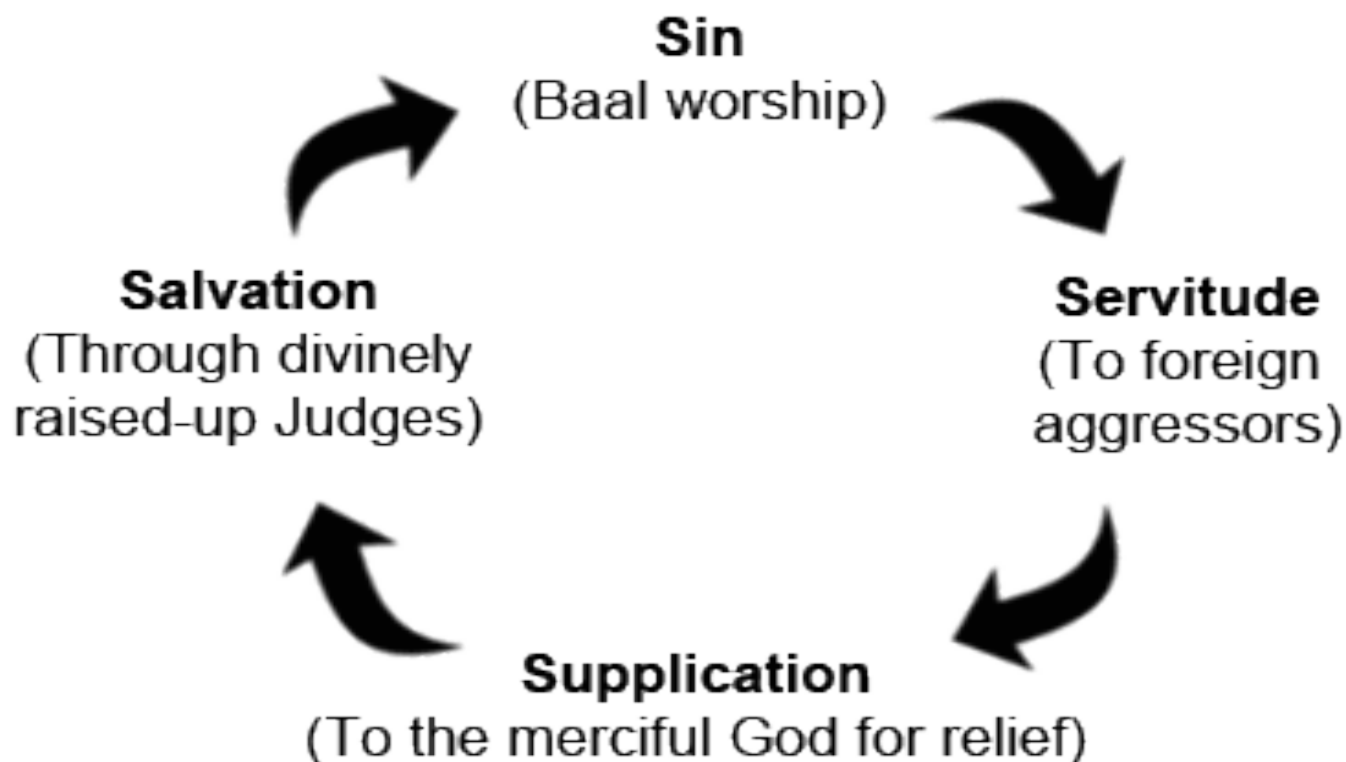 Sin
(Baal worship)
Servitude
(To foreign
aggressors)
Supplication
(To the merciful God for relief)
Salvation
(Through divinely
raised-up Judges)